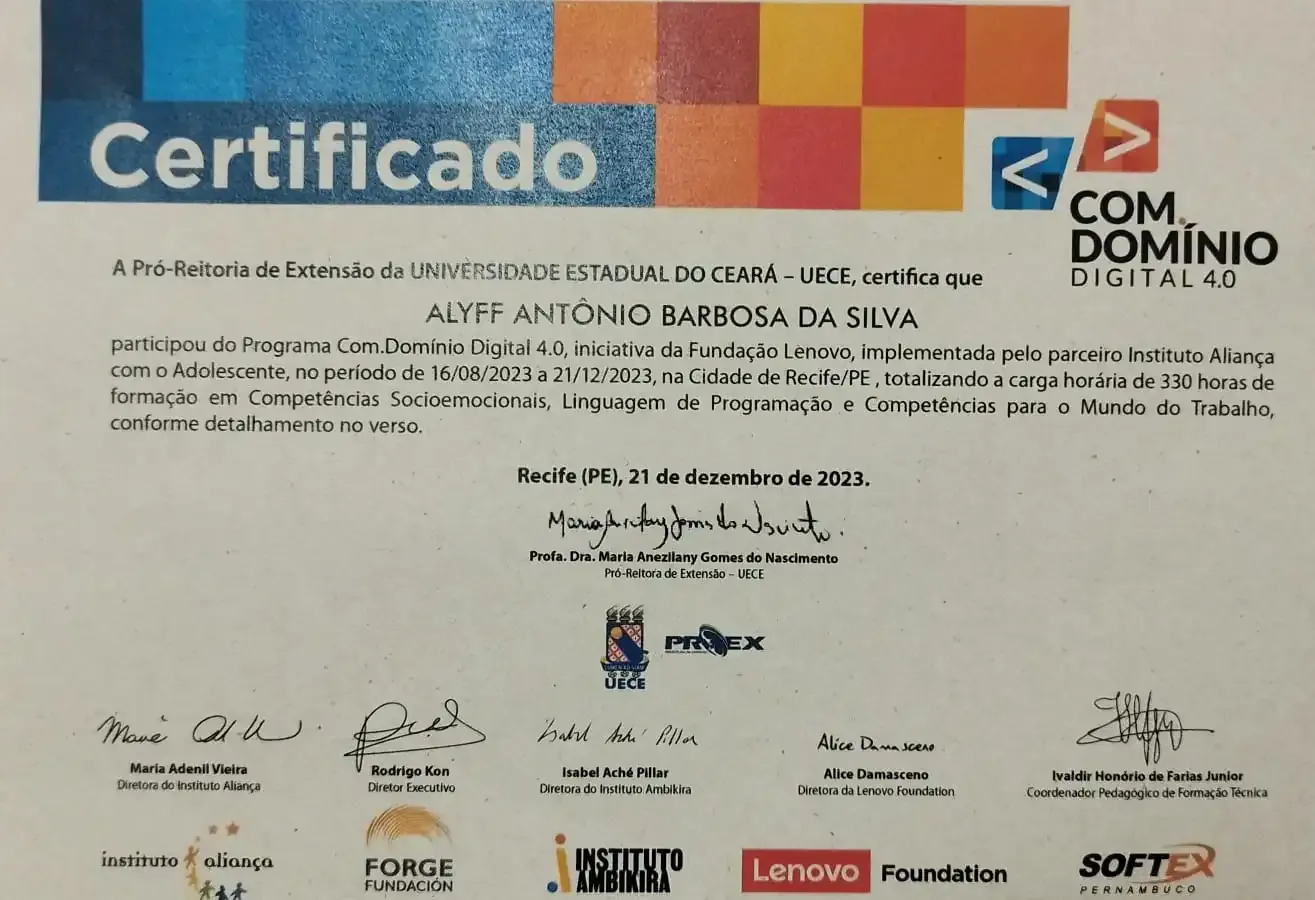 Certificado
< >
COM.
DOMÍNIO
DIGITAL 4.0
A Pró-Reitoria de Extensão da UNIVERSIDADE ESTADUAL DO CEARÁ – UECE, certifica que
ALYFF ANTÔNIO BARBOSA DA SILVA
participou do Programa Com.Domínio Digital 4.0, iniciativa da Fundação Lenovo, implementada pelo parceiro Instituto Aliança
com o Adolescente, no período de 16/08/2023 a 21/12/2023, na Cidade de Recife/PE , totalizando a carga horária de 330 horas de
formação em Competências Socioemocionais, Linguagem de Programação e Competências para o Mundo do Trabalho,
conforme detalhamento no verso.
Recife (PE), 21 de dezembro de 2023.
Profa. Dra. Maria Anezilany Gomes do Nascimento
Pró-Reitora de Extensão – UECE
UECE
PROEX
Isabel Aché Pillar
Alice Damasceno
Maria Adenil Vieira
Diretora do Instituto Aliança
Rodrigo Kon
Diretor Executivo
Isabel Aché Pillar
Diretora do Instituto Ambikira
Alice Damasceno
Diretora da Lenovo Foundation
Ivaldir Honório de Farias Junior
Coordenador Pedagógico de Formação Técnica
instituto aliança
FORGE
FUNDACIÓN
INSTITUTO
AMBIKIRA
Lenovo Foundation
SOFTEX
PERNAMBUCO